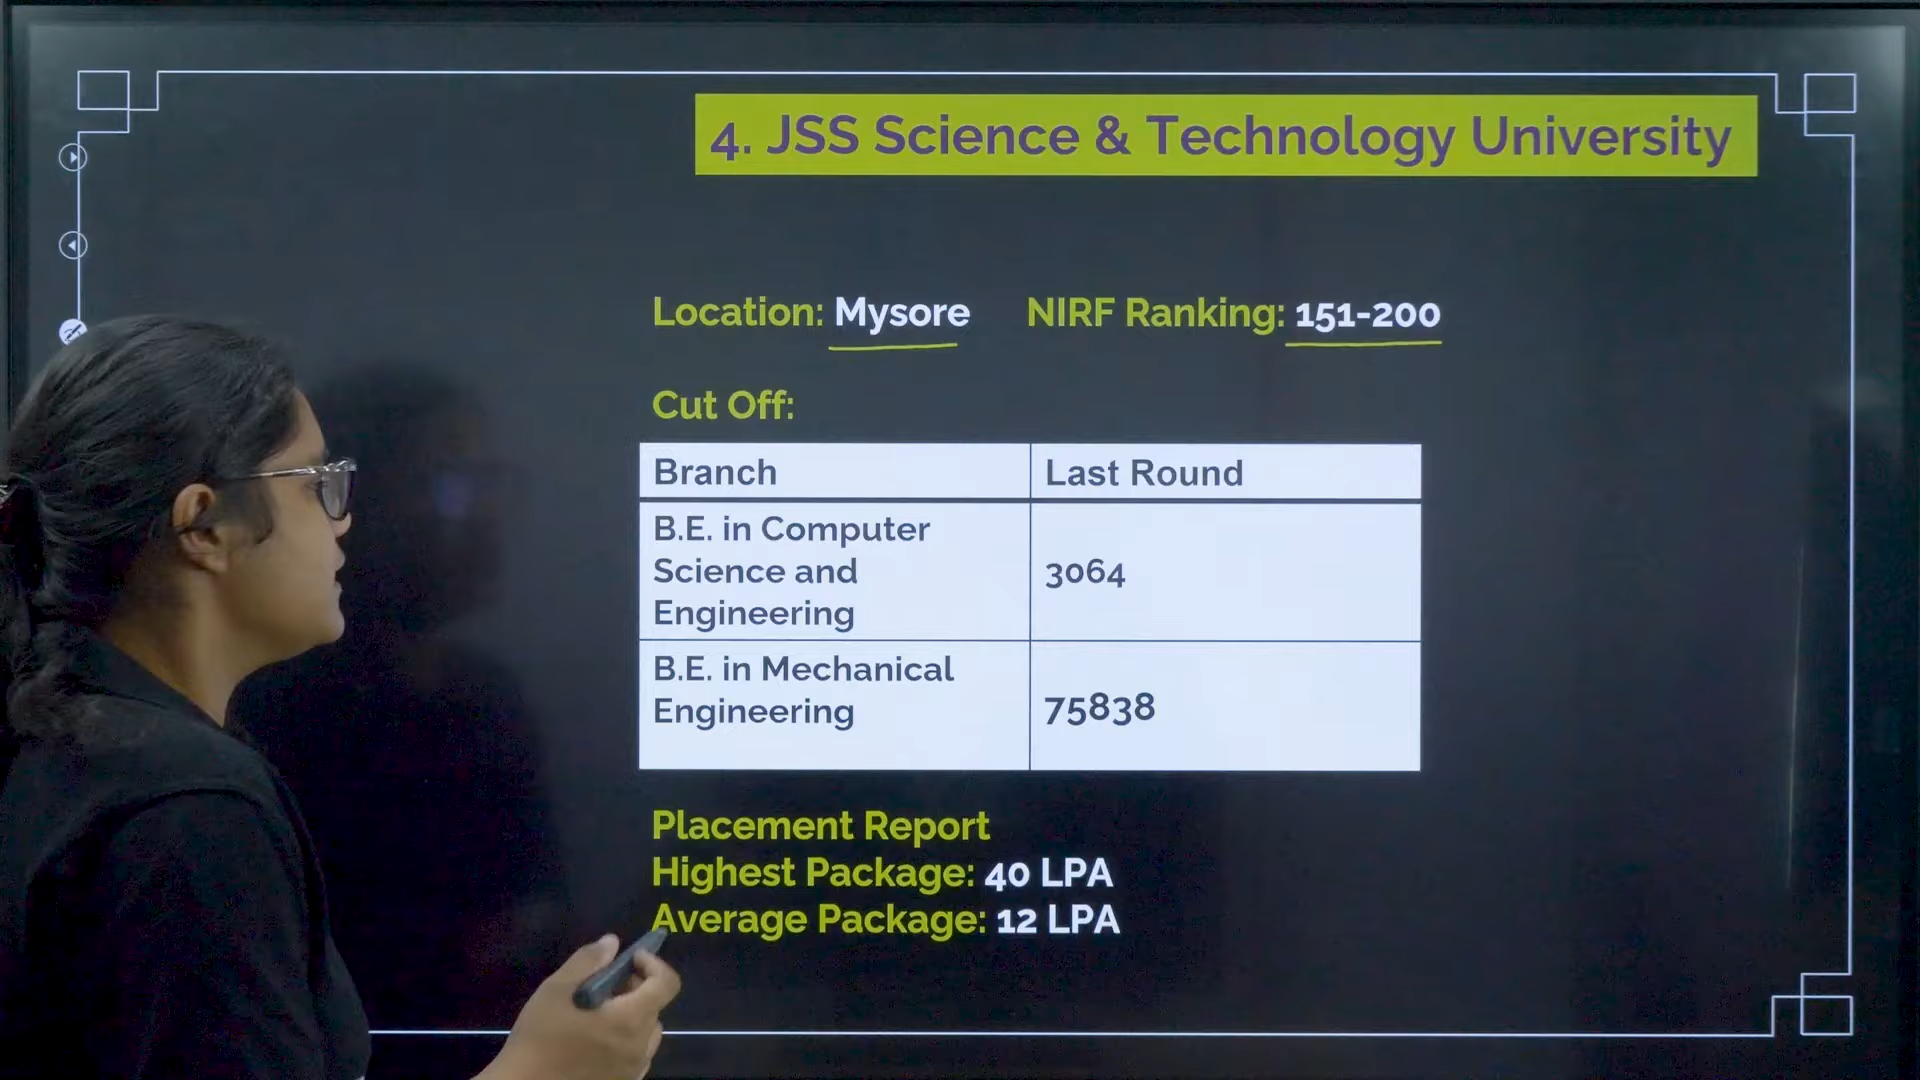 4. JSS Science & Technology University
Location: Mysore NIRF Ranking: 151-200
Cut Off:
Branch Last Round
B.E. in Computer
Science and
Engineering
3064
B.E. in Mechanical
Engineering
75838
Placement Report
Highest Package: 40 LPA
Average Package: 12 LPA